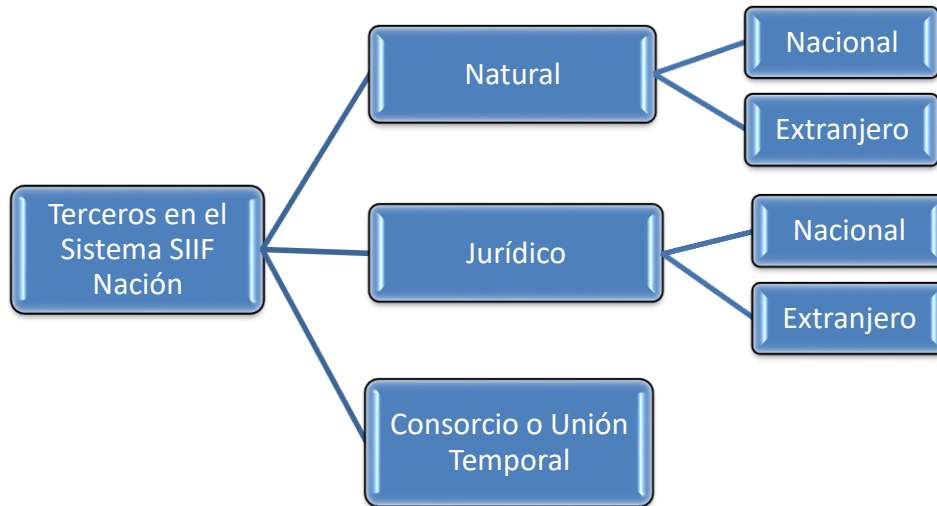 Terceros en el
Sistema SIIF
Nación
Natural
Nacional
Extranjero
Jurídico
Nacional
Extranjero
Consorcio o Unión
Temporal